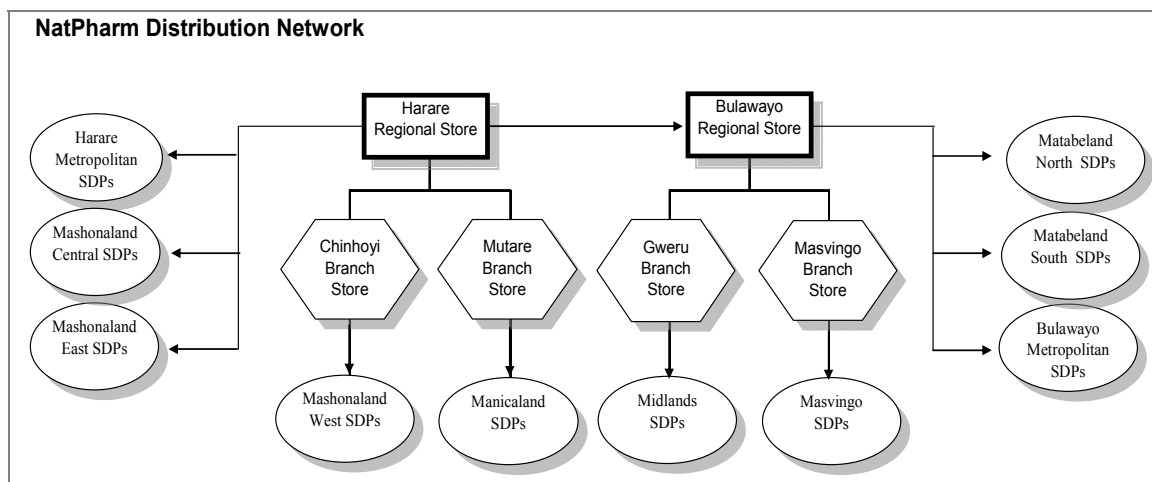 NatPharm Distribution Network
Harare
Regional Store
Bulawayo
Regional Store
Harare
Metropolitan
SDPs
Mashonaland
Central SDPs
Mashonaland
East SDPs
Chinhoyi
Branch
Store
Mutare
Branch
Store
Gweru
Branch
Store
Masvingo
Branch
Store
Matabeland
North SDPs
Matabeland
South SDPs
Bulawayo
Metropolitan
SDPs
Mashonaland
West SDPs
Manicaland
SDPs
Midlands
SDPs
Masvingo
SDPs